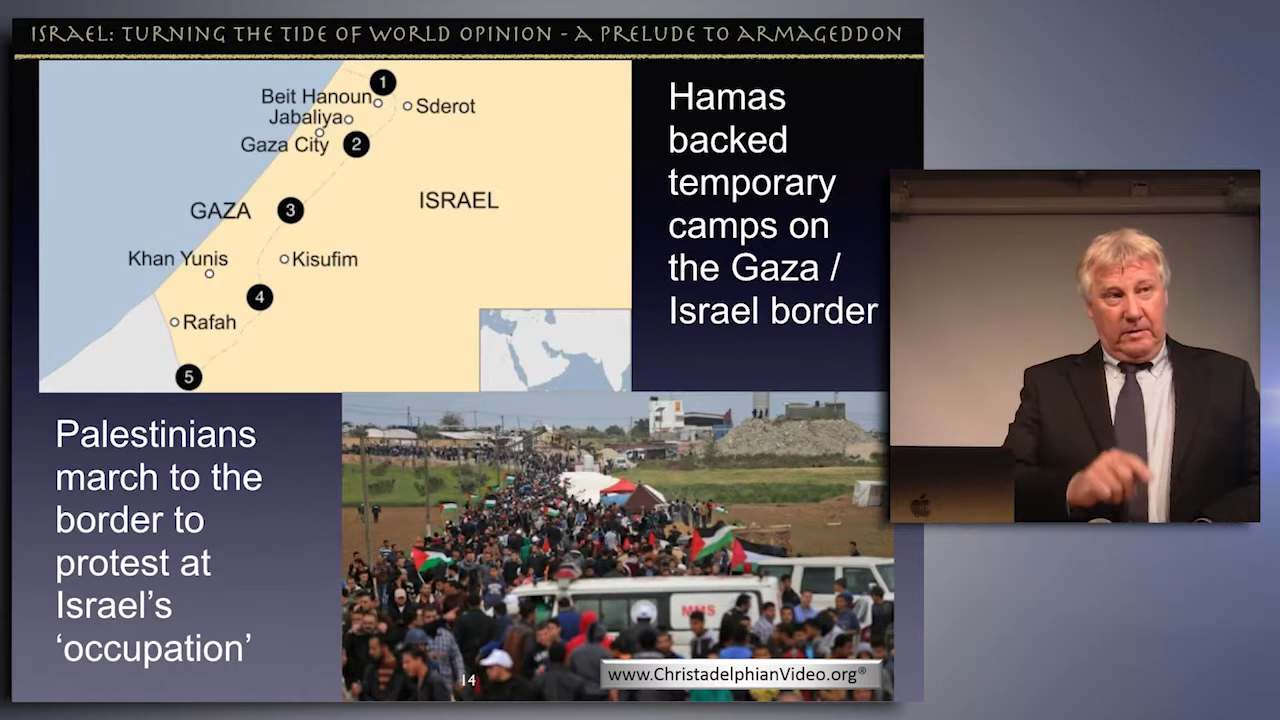 ISRAEL: TURNING THE TIDE OF WORLD OPINION - A PRELUDE TO ARMAGEDDON
1
Beit Hanoun
Sderot
Jabaliya
Gaza City
2
ISRAEL
GAZA
3
Khan Yunis
Kisufim
4
Rafah
5
Hamas
backed
temporary
camps on
the Gaza /
Israel border
Palestinians
march to the
border to
protest at
Israel's
'occupation'
MMS
14
www.ChristadelphianVideo.org®